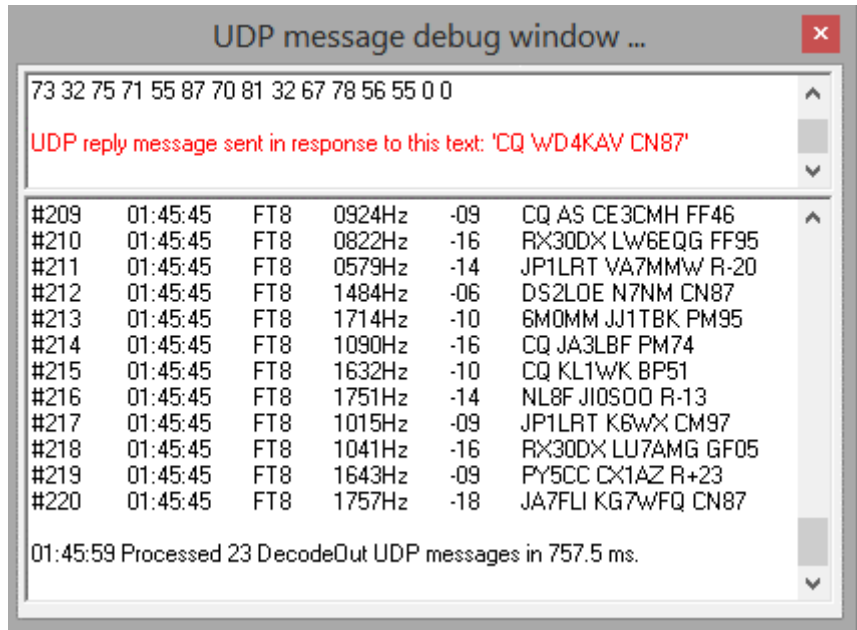 UDP message debug window ...
73 32 75 71 55 87 70 81 32 67 78 56 55 0 0
UDP reply message sent in response to this text: 'CQ WD4KAV CN87'
#209 01:45:45 FT8 0924Hz -09 CQ AS CE3CMH FF46
#210 01:45:45 FT8 0822Hz -16 RX30DX LW6EQG FF95
#211 01:45:45 FT8 0579Hz -14 JP1LRT VA7MMW R-20
#212 01:45:45 FT8 1484Hz -06 DS2LOE N7NM CN87
#213 01:45:45 FT8 1714Hz -10 6M0MM JJ1TBK PM95
#214 01:45:45 FT8 1090Hz -16 CQ JA3LBF PM74
#215 01:45:45 FT8 1632Hz -10 CQ KL1WK BP51
#216 01:45:45 FT8 1751Hz -14 NL8F JI0SOO R-13
#217 01:45:45 FT8 1015Hz -09 JP1LRT K6WX CM97
#218 01:45:45 FT8 1041Hz -16 RX30DX LU7AMG GF05
#219 01:45:45 FT8 1643Hz -09 PY5CC CX1AZ R+23
#220 01:45:45 FT8 1757Hz -18 JA7FLI KG7WFQ CN87
01:45:59 Processed 23 DecodeOut UDP messages in 757.5 ms.